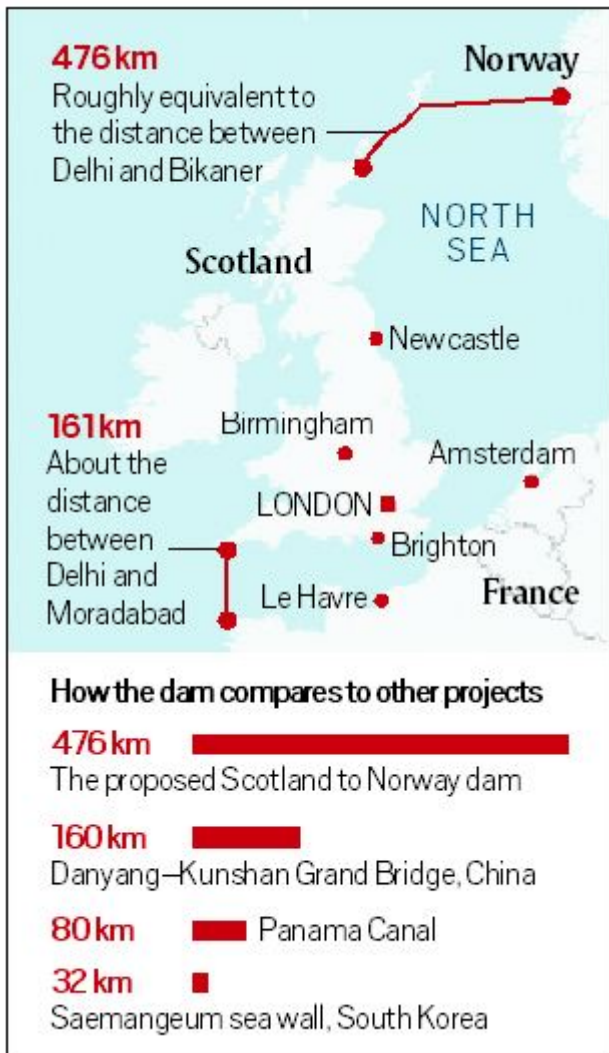 476 km
Roughly equivalent to
the distance between
Delhi and Bikaner
Norway
NORTH
SEA
Scotland
Newcastle
161 km
About the
distance
between
Delhi and
Moradabad
Birmingham
Amsterdam
LONDON
Brighton
Le Havre
France
How the dam compares to other projects
476 km
The proposed Scotland to Norway dam
160 km
Danyang–Kunshan Grand Bridge, China
80 km Panama Canal
32 km
Saemangeum sea wall, South Korea